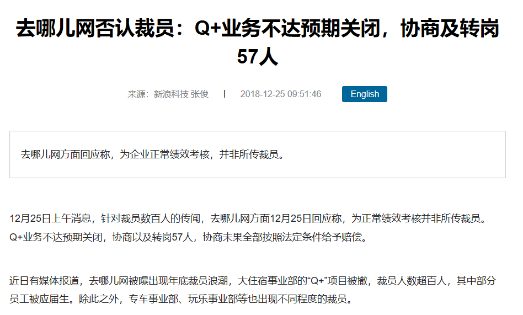 去哪儿网否认裁员：Q+业务不达预期关闭，协商及转岗
57人
来源：新浪科技 张俊 | 2018-12-25 09:51:46 English
去哪儿网方面回应称，为企业正常绩效考核，并非所传裁员。
12月25日上午消息，针对裁员数百人的传闻，去哪儿网方面12月25日回应称，为正常绩效考核并非所传裁员。
Q+业务不达预期关闭，协商以及转岗57人，协商未果全部按照法定条件给予赔偿。
近日有媒体报道，去哪儿网被曝出现年底裁员浪潮，大住宿事业部的“Q+”项目被撤，裁员人数超百人，其中部分
员工被应届生。除此之外，专车事业部、玩乐事业部等也出现不同程度的裁员。